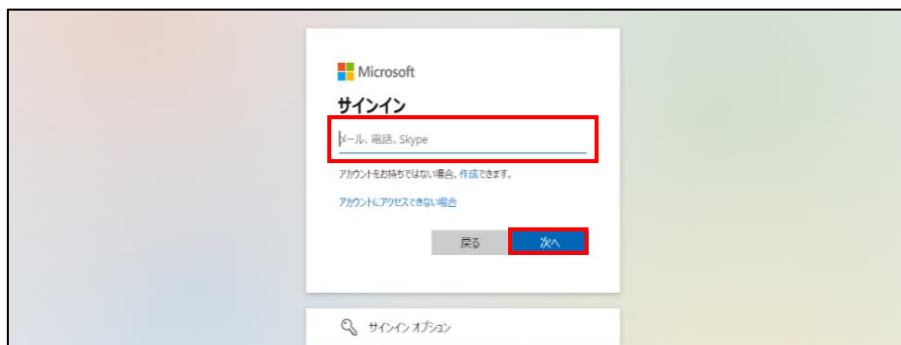 Microsoft
サインイン
メール、電話、Skype
アカウントをお持ちではない場合、作成できます。
アカウントにアクセスできない場合
戻る 次へ
サインイン オプション